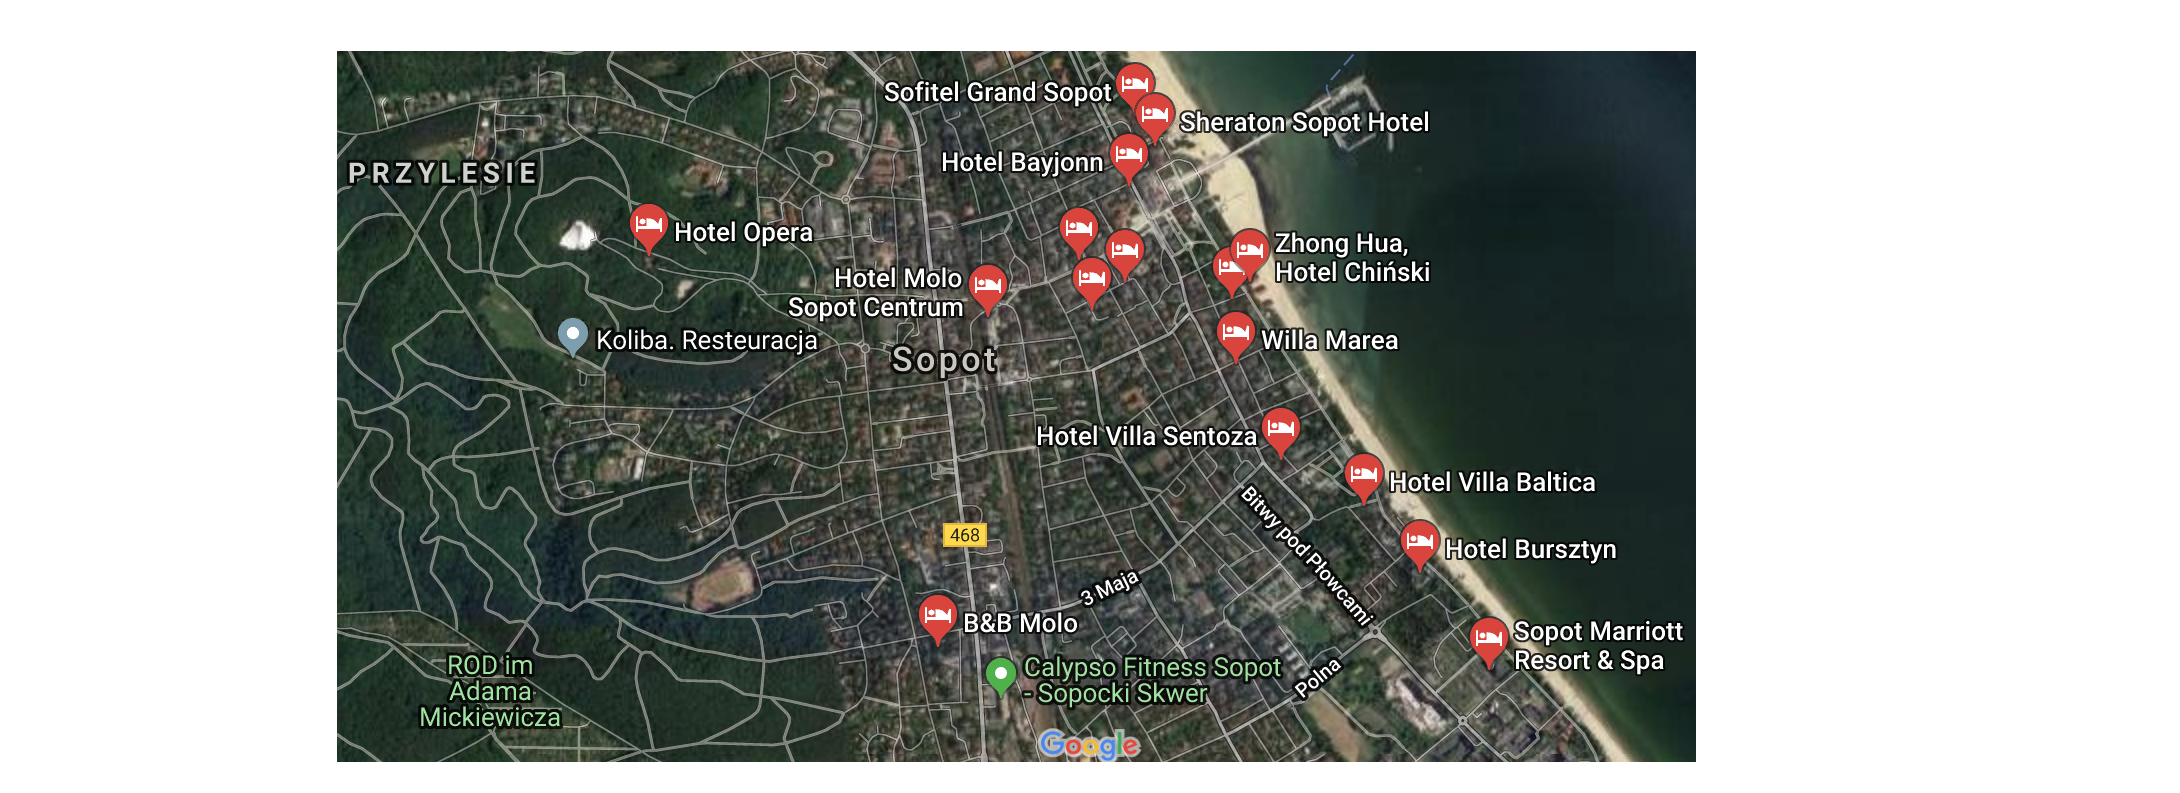 Sofitel Grand Sopot
Sheraton Sopot Hotel
Hotel Bayjonn
PRZYLESIE
Hotel Opera
Zhong Hua,
Hotel Chiński
Hotel Molo
Sopot Centrum
Koliba. Resteuracja
Willa Marea
Sopot
Hotel Villa Sentoza
Hotel Villa Baltica
Bitwy pod Płowcami
468
Hotel Bursztyn
3 Maja
B&B Molo
Sopot Marriott
Resort & Spa
ROD im
Adama
Mickiewicza
Calypso Fitness Sopot
- Sopocki Skwer
Polna
Google